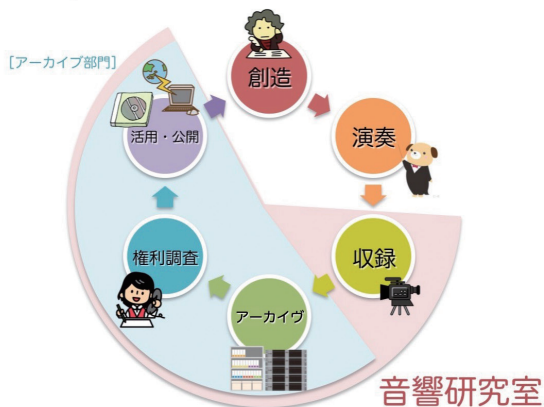 [アーカイブ部門]
創造
演奏
収録
アーカイヴ
権利調査
活用・公開
音響研究室